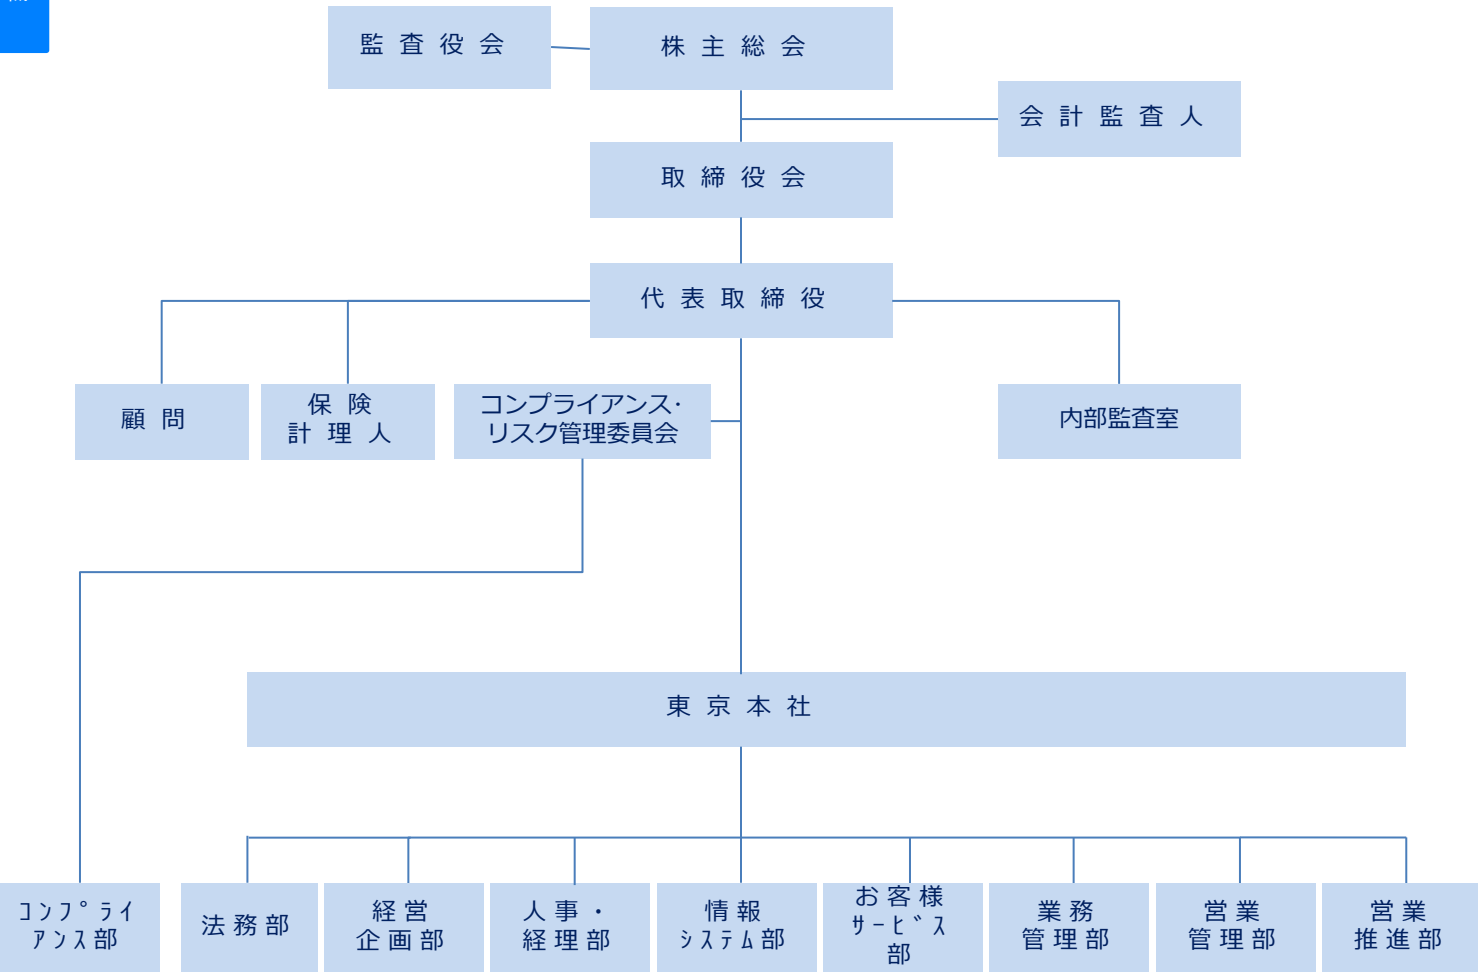 監査役会
株主総会
会計監査人
取締役会
代表取締役
顧問
保険
計理人
コンプライアンス・
リスク管理委員会
内部監査室
東京本社
ｺﾝﾌﾟﾗｲ
ｱﾝｽ部
法務部
経営
企画部
人事・
経理部
情報
ｼｽﾃﾑ部
お客様
ｻｰﾋﾞｽ
部
業務
管理部
営業
管理部
営業
推進部